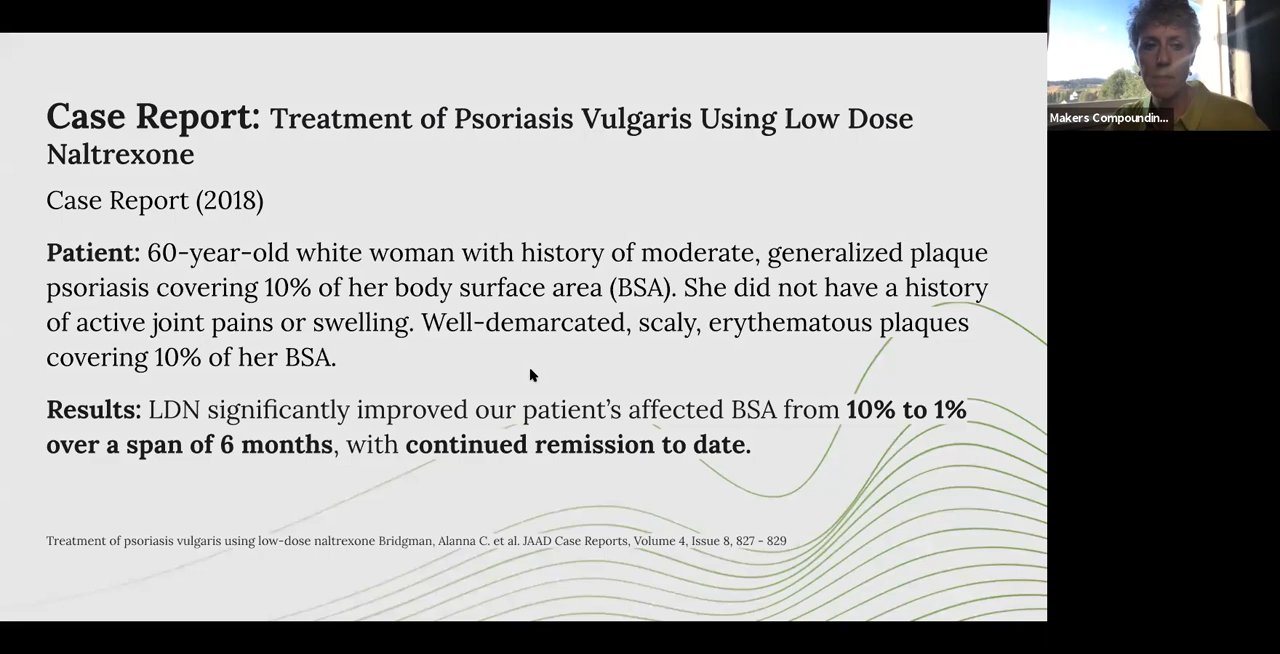 Case Report: Treatment of Psoriasis Vulgaris Using Low Dose
Naltrexone
Case Report (2018)
Patient: 60-year-old white woman with history of moderate, generalized plaque
psoriasis covering 10% of her body surface area (BSA). She did not have a history
of active joint pains or swelling. Well-demarcated, scaly, erythematous plaques
covering 10% of her BSA.
Results: LDN significantly improved our patient’s affected BSA from 10% to 1%
over a span of 6 months, with continued remission to date.
Treatment of psoriasis vulgaris using low-dose naltrexone Bridgman, Alanna C. et al. JAAD Case Reports, Volume 4, Issue 8, 827 - 829
Makers Compoundin...